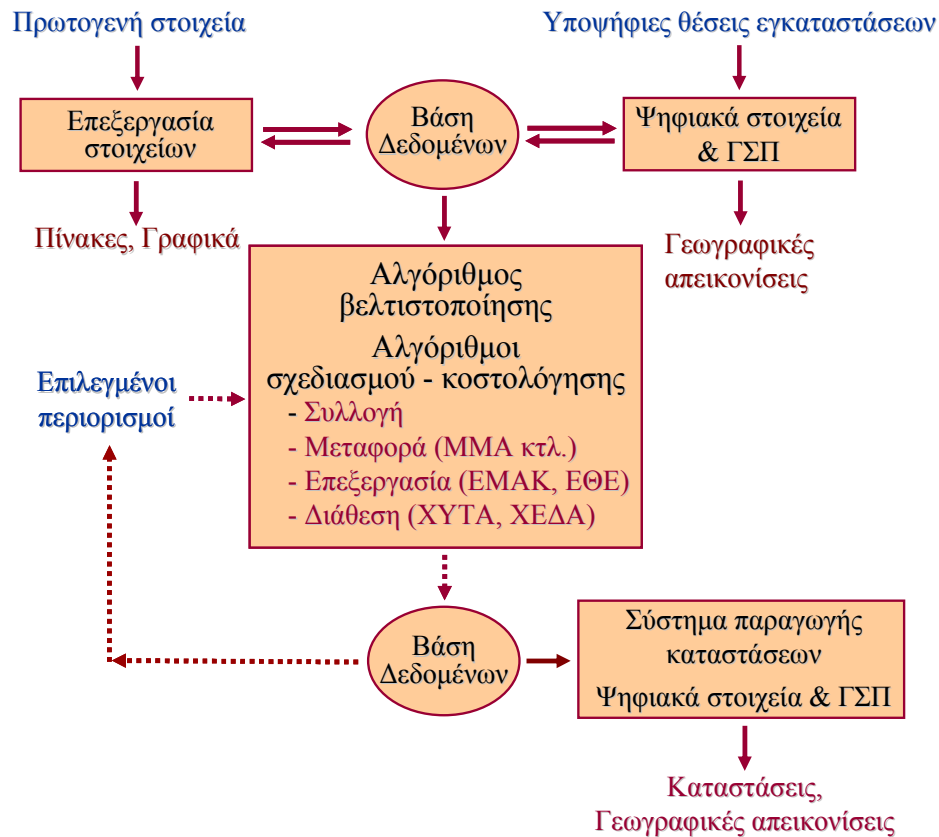 Πρωτογενή στοιχεία
Υποψήφιες θέσεις εγκαταστάσεων
Επεξεργασία
στοιχείων
Βάση
Δεδομένων
Ψηφιακά στοιχεία
& ΓΣΠ
Πίνακες, Γραφικά
Γεωγραφικές
απεικονίσεις
Αλγόριθμος
βελτιστοποίησης
Αλγόριθμοι
σχεδιασμού - κοστολόγησης
- Συλλογή
- Μεταφορά (ΜΜΑ κτλ.)
- Επεξεργασία (ΕΜΑΚ, ΕΘΕ)
- Διάθεση (ΧΥΤΑ, ΧΕΔΑ)
Επιλεγμένοι
περιορισμοί
Βάση
Δεδομένων
Σύστημα παραγωγής
καταστάσεων
Ψηφιακά στοιχεία & ΓΣΠ
Καταστάσεις,
Γεωγραφικές απεικονίσεις